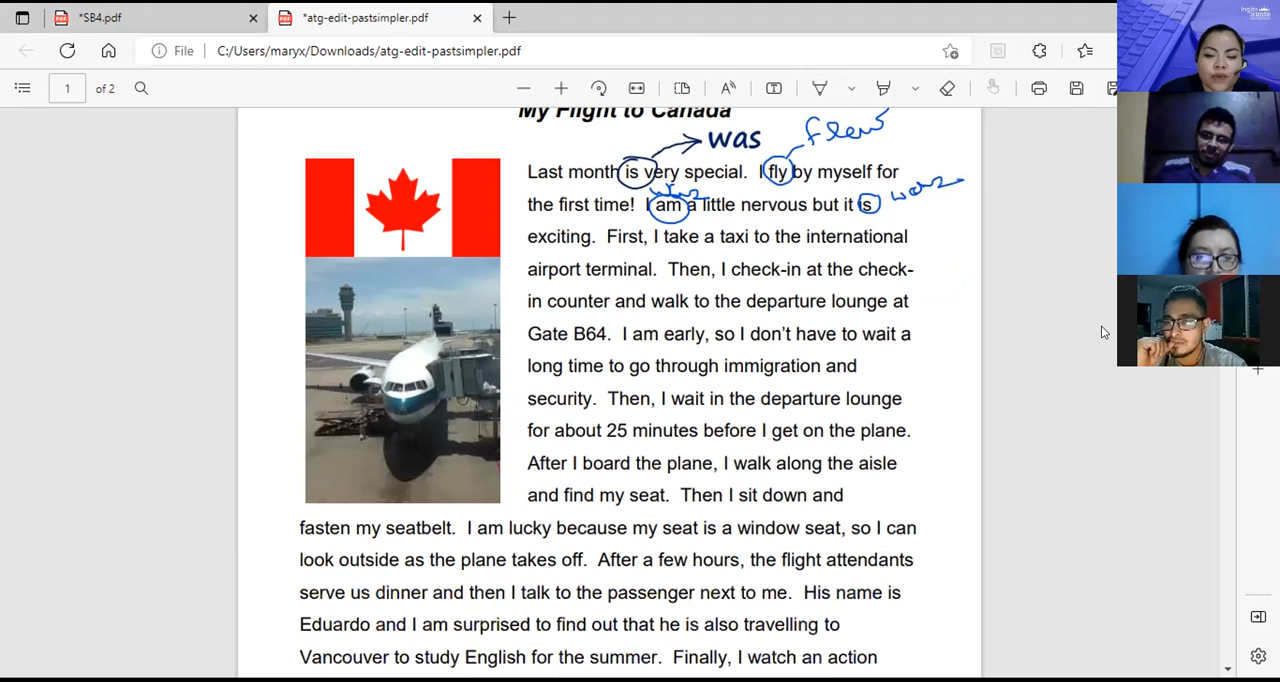 *SB4.pdf
*atg-edit-pastsimpler.pdf
File C:/Users/maryx/Downloads/atg-edit-pastsimpler.pdf
1 of 2
My Flight to Canada
was flew
Last month is very special. I fly by myself for
was was
the first time! I am a little nervous but it is
exciting. First, I take a taxi to the international
airport terminal. Then, I check-in at the check-
in counter and walk to the departure lounge at
Gate B64. I am early, so I don’t have to wait a
long time to go through immigration and
security. Then, I wait in the departure lounge
for about 25 minutes before I get on the plane.
After I board the plane, I walk along the aisle
and find my seat. Then I sit down and
fasten my seatbelt. I am lucky because my seat is a window seat, so I can
look outside as the plane takes off. After a few hours, the flight attendants
serve us dinner and then I talk to the passenger next to me. His name is
Eduardo and I am surprised to find out that he is also travelling to
Vancouver to study English for the summer. Finally, I watch an action